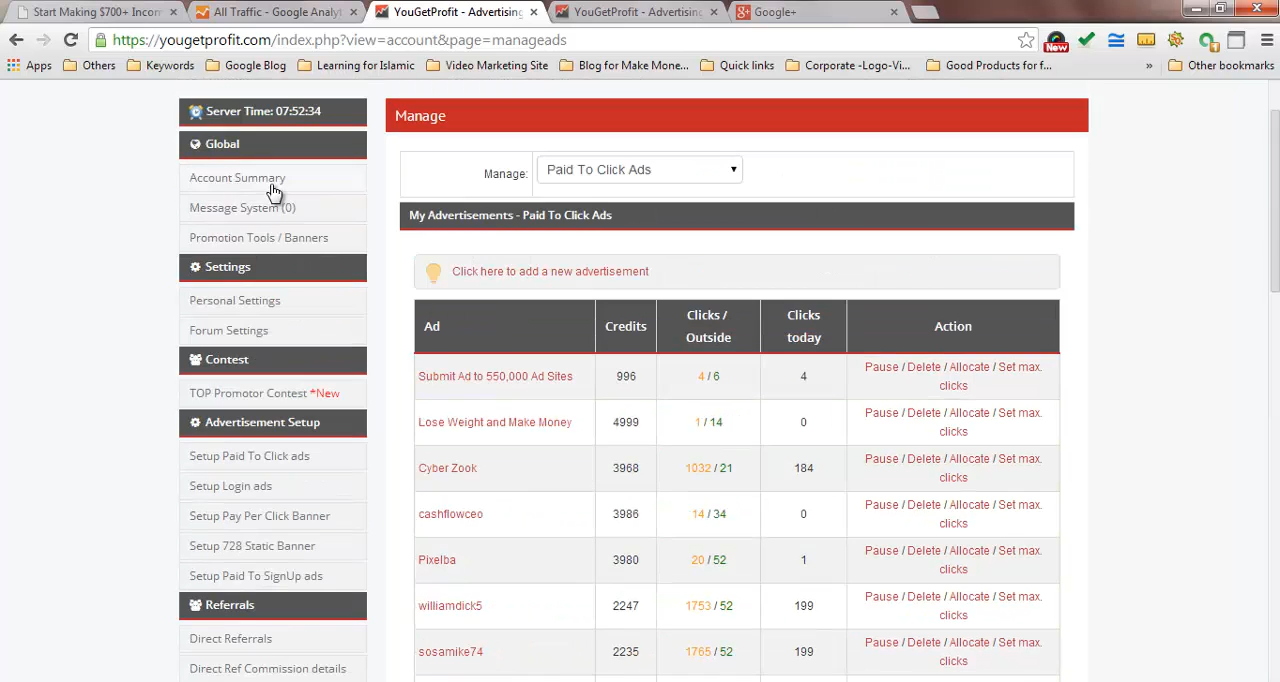 Start Making $700+ Incom
All Traffic - Google Analyt
YouGetProfit - Advertising
YouGetProfit - Advertising
Google+
https://yougetprofit.com/index.php?view=account&page=manageads
New
Apps
Others
Keywords
Google Blog
Learning for Islamic
Video Marketing Site
Blog for Make Mone...
Quick links
Corporate -Logo-Vi...
Good Products for f...
»
Other bookmarks
Server Time: 07:52:34
Global
Account Summary
Message System (0)
Promotion Tools / Banners
Settings
Personal Settings
Forum Settings
Contest
TOP Promotor Contest *New
Advertisement Setup
Setup Paid To Click ads
Setup Login ads
Setup Pay Per Click Banner
Setup 728 Static Banner
Setup Paid To SignUp ads
Referrals
Direct Referrals
Direct Ref Commission details
Manage
Manage: Paid To Click Ads
My Advertisements - Paid To Click Ads
Click here to add a new advertisement
Ad Credits Clicks / Outside Clicks today Action
Submit Ad to 550,000 Ad Sites 996 4 / 6 4 Pause / Delete / Allocate / Set max. clicks
Lose Weight and Make Money 4999 1 / 14 0 Pause / Delete / Allocate / Set max. clicks
Cyber Zook 3968 1032 / 21 184 Pause / Delete / Allocate / Set max. clicks
cashflowceo 3986 14 / 34 0 Pause / Delete / Allocate / Set max. clicks
Pixelba 3980 20 / 52 1 Pause / Delete / Allocate / Set max. clicks
williamdick5 2247 1753 / 52 199 Pause / Delete / Allocate / Set max. clicks
sosamike74 2235 1765 / 52 199 Pause / Delete / Allocate / Set max. clicks